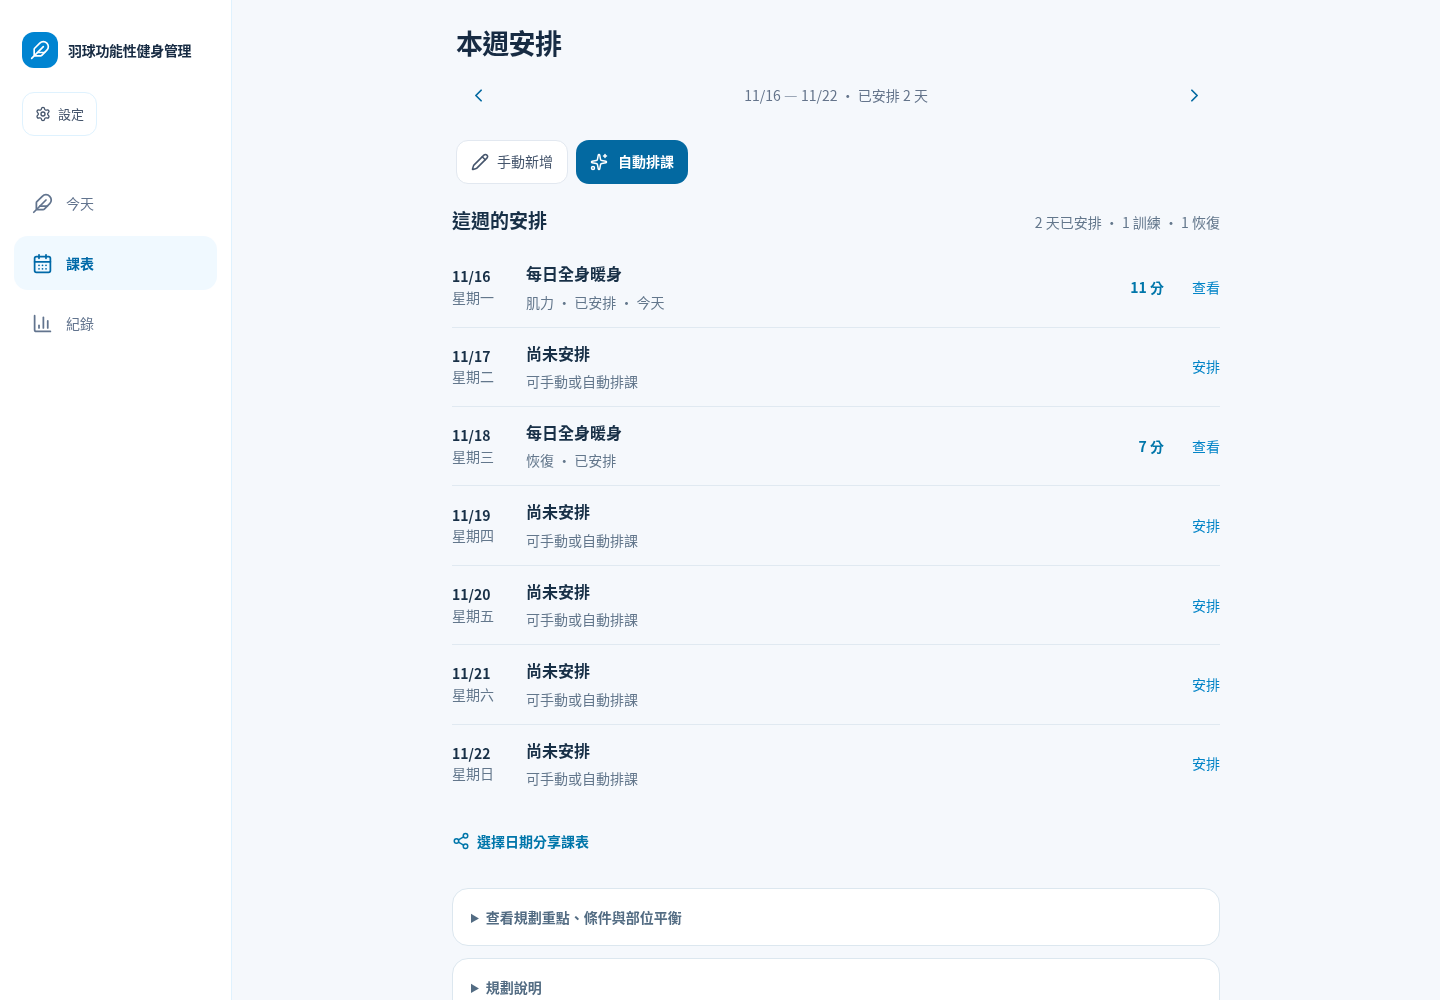 羽球功能性健身管理
設定
今天
課表
紀錄
本週安排
11/16 — 11/22 · 已安排 2 天
手動新增
自動排課
這週的安排
2 天已安排 · 1 訓練 · 1 恢復
11/16
星期一
每日全身暖身
肌力 · 已安排 · 今天
11 分
查看
11/17
星期二
尚未安排
可手動或自動排課
安排
11/18
星期三
每日全身暖身
恢復 · 已安排
7 分
查看
11/19
星期四
尚未安排
可手動或自動排課
安排
11/20
星期五
尚未安排
可手動或自動排課
安排
11/21
星期六
尚未安排
可手動或自動排課
安排
11/22
星期日
尚未安排
可手動或自動排課
安排
選擇日期分享課表
查看規劃重點、條件與部位平衡
規劃說明